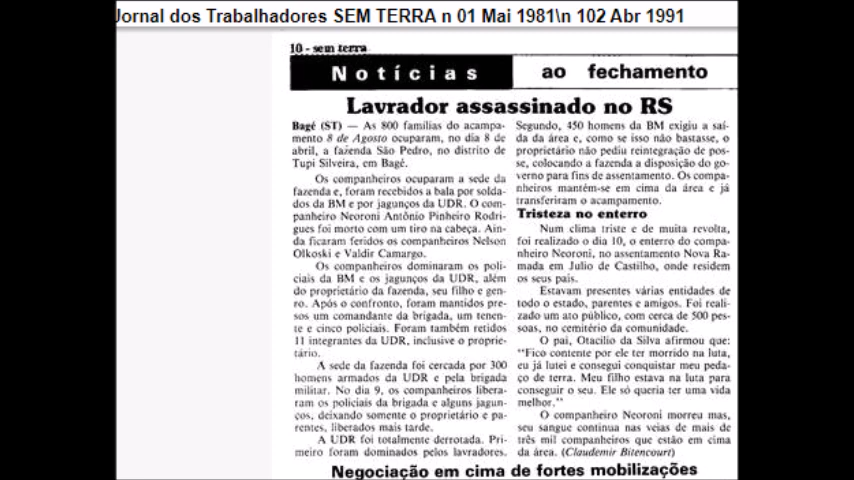 Jornal dos Trabalhadores SEM TERRA n 01 Mai 1981\n 102 Abr 1991
10 - sem terra
Notícias ao fechamento
Lavrador assassinado no RS
Bagé (ST) — As 800 famílias do acampa-
mento 8 de Agosto ocuparam, no dia 8 de
abril, a fazenda São Pedro, no distrito de
Tupi Silveira, em Bagé.
Os companheiros ocuparam a sede da
fazenda e, foram recebidos a bala por solda-
dos da BM e por jagunços da UDR. O com-
panheiro Neoroni Antônio Pinheiro Rodri-
gues foi morto com um tiro na cabeça. Ain-
da ficaram feridos os companheiros Nelson
Olkoski e Valdir Camargo.
Os companheiros dominaram os poli-
ciais da BM e os jagunços da UDR, além
do proprietário da fazenda, seu filho e gen-
ro. Após o confronto, foram mantidos pre-
sos um comandante da brigada, um tenen-
te e cinco policiais. Foram também retidos
11 integrantes da UDR, inclusive o proprie-
tário.
A sede da fazenda foi cercada por 300
homens armados da UDR e pela brigada
militar. No dia 9, os companheiros libera-
ram os policiais da brigada e alguns jagun-
ços, deixando somente o proprietário e pa-
rentes, liberados mais tarde.
A UDR foi totalmente derrotada. Pri-
meiro foram dominados pelos lavradores.
Segundo, 450 homens da BM exigiu a saí-
da da área e, como se isso não bastasse, o
proprietário não pediu reintegração de pos-
se, colocando a fazenda a disposição do go-
verno para fins de assentamento. Os compa-
nheiros mantém-se em cima da área e já
transferiram o acampamento.
Tristeza no enterro
Num clima triste e de muita revolta,
foi realizado o dia 10, o enterro do compa-
nheiro Neoroni, no assentamento Nova Ra-
mada em Julio de Castilho, onde residem
os seus pais.
Estavam presentes várias entidades de
todo o estado, parentes e amigos. Foi reali-
zado um ato público, com cerca de 500 pes-
soas, no cemitério da comunidade.
O pai, Otacilio da Silva afirmou que:
"Fico contente por ele ter morrido na luta,
eu já lutei e consegui conquistar meu peda-
ço de terra. Meu filho estava na luta para
conseguir o seu. Ele só queria ter uma vida
melhor."
O companheiro Neoroni morreu mas,
seu sangue continua nas veias de mais de
três mil companheiros que estão em cima
da área. (Claudemir Bitencourt)
Negociação em cima de fortes mobilizações